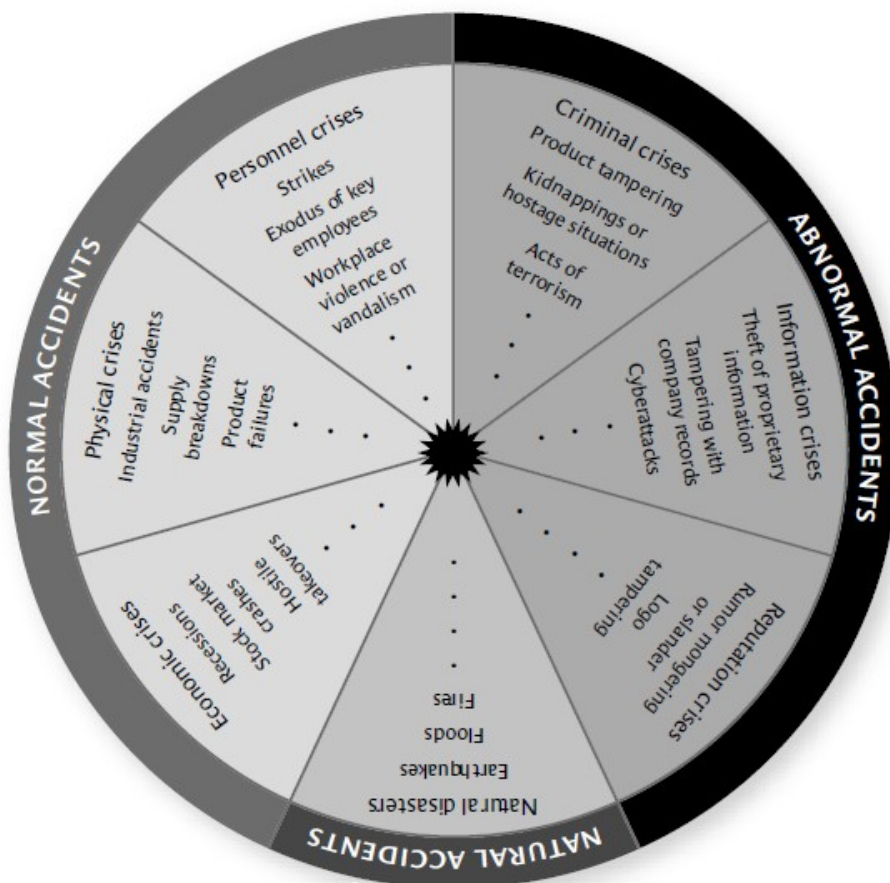 NORMAL ACCIDENTS
Personnel crises
Strikes
Exodus of key
employees
Workplace
violence or
vandalism
Physical crises
Industrial accidents
Supply
breakdowns
Product
failures
Economic crises
Recessions
Stock market
crashes
Hostile
takeovers
ABNORMAL ACCIDENTS
Criminal crises
Product tampering
Kidnappings or
hostage situations
Acts of
terrorism
Information crises
Theft of proprietary
information
Tampering with
company records
Cyberattacks
Reputation crises
Rumor mongering
or slander
Logo
tampering
NATURAL ACCIDENTS
Natural disasters
Earthquakes
Floods
Fires